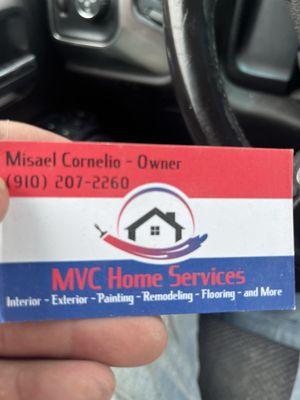 Misael Cornelio - Owner
(910) 207-2260
MVC Home Services
Interior - Exterior - Painting - Remodeling - Flooring - and More